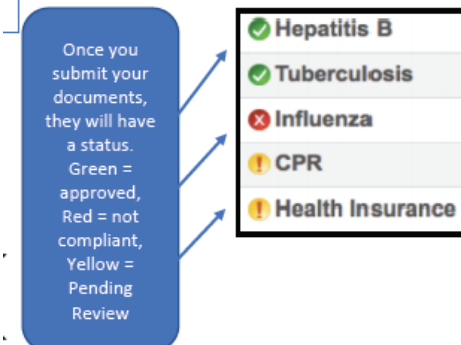 Once you
submit your
documents,
they will have
a status.
Green =
approved,
Red = not
compliant,
Yellow =
Pending
Review
Hepatitis B
Tuberculosis
Influenza
CPR
Health Insurance